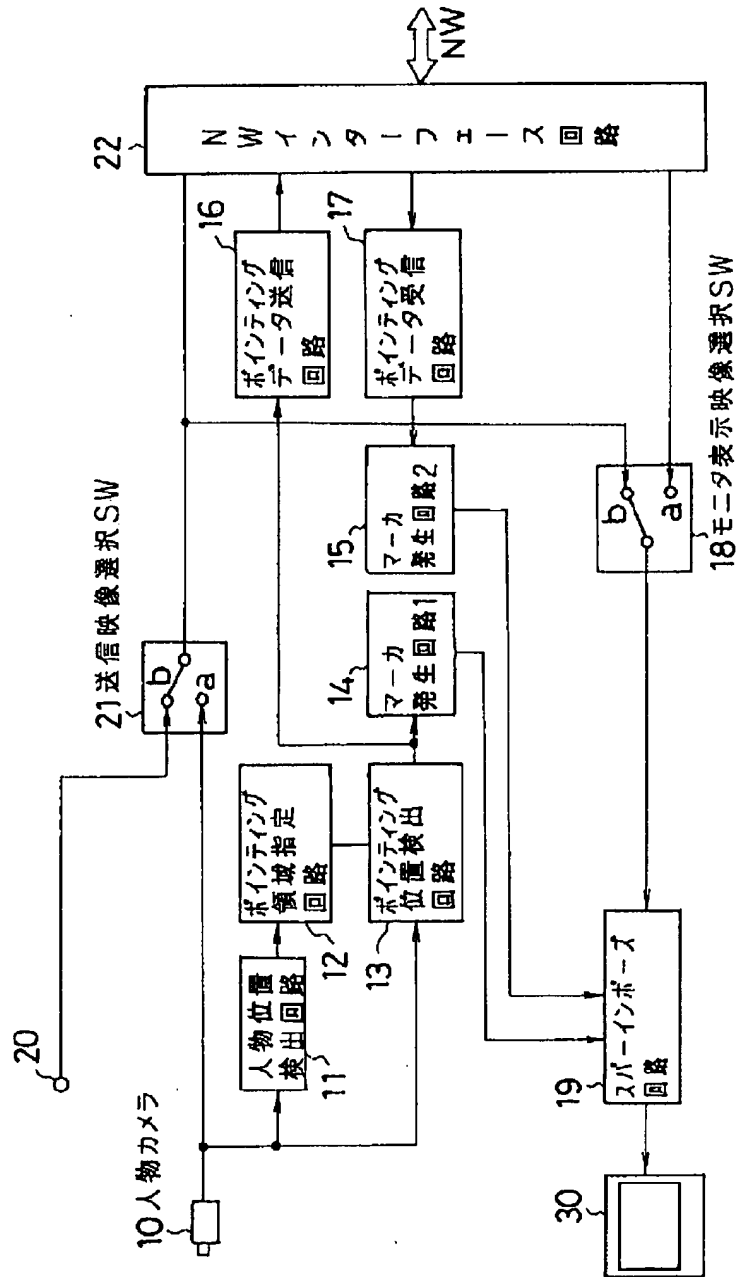 10人物カメラ
20
21送信映像選択SW
b
a
人物位置
検出回路
11
ポインティング
領域指定
回路
12
ポインティング
位置検出
回路
13
マーカ
発生回路1
14
マーカ
発生回路2
15
ポインティング
データ送信
回路
16
ポインティング
データ受信
回路
17
b
a
18モニタ表示映像選択SW
スパーインポーズ
回路
19
30
NWインターフェース回路
22
NW